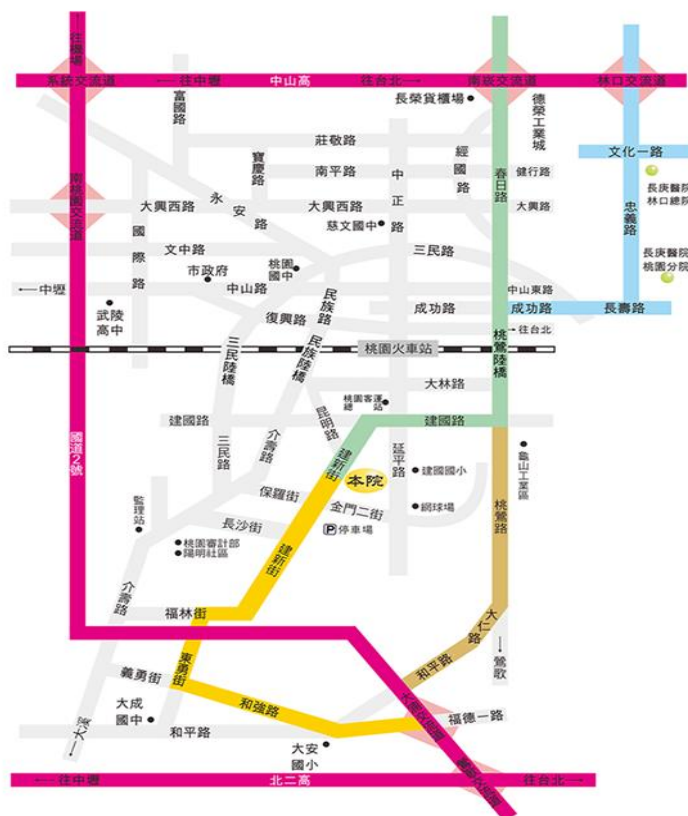 ←往機場
系統交流道
←往中壢
中山高
往台北→
南崁交流道
林口交流道
富國路
長榮貨櫃場
德榮工業城
莊敬路
文化一路
寶慶路
南平路
中正路
經國路
春日路
健行路
長庚醫院
林口總院
南桃園交流道
大興西路
永安路
大興西路
大興路
忠義路
慈文國中
國際路
文中路
桃園
國中
三民路
長庚醫院
桃園分院
市政府
←中壢
中山路
民族路
中山東路
武陵
高中
復興路
成功路
成功路
長壽路
→往台北
三民陸橋
民族陸橋
桃園火車站
桃鶯陸橋
大林路
桃園客運
總站
國道2號
建國路
昆明路
建國路
三民路
介壽路
建新街
延平路
建國國小
龜山工業區
本院
保羅街
金門二街
網球場
桃鶯路
監理站
長沙街
P停車場
桃園審計部
陽明社區
建新街
介壽路
福林街
大仁
和平路
→鶯歌
東勇街
義勇街
大成
國中
和強路
福德一路
←大溪
和平路
大安
國小
←往中壢
北二高
往台北→